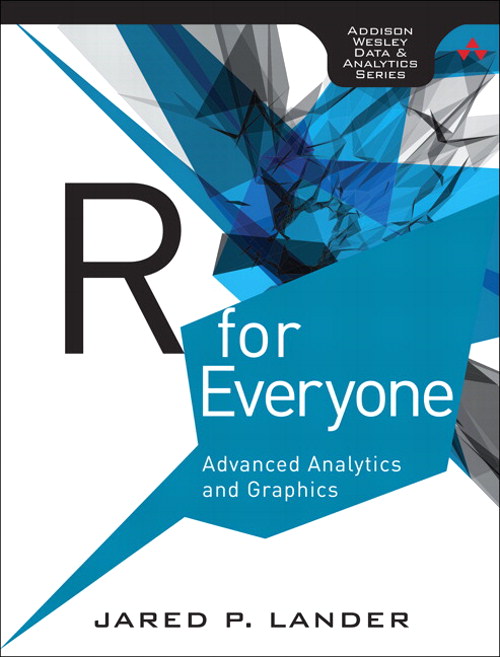 ADDISON
WESLEY
DATA &
ANALYTICS
SERIES
R for
Everyone
Advanced Analytics
and Graphics
JARED P. LANDER